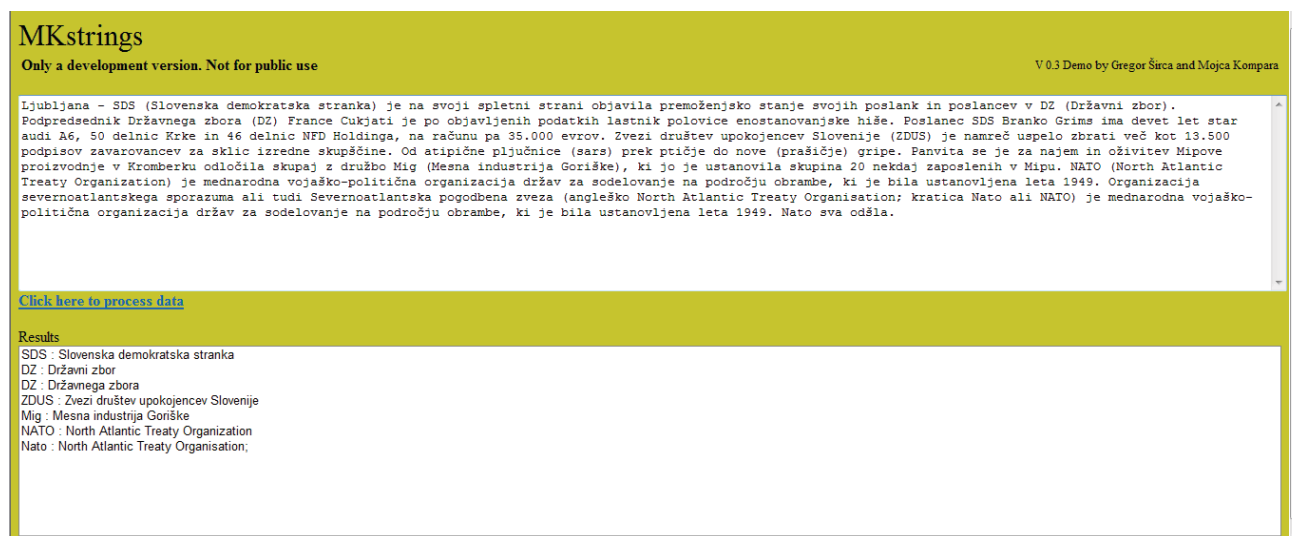 MKstrings
Only a development version. Not for public use
V 0.3 Demo by Gregor Širca and Mojca Kompara
Ljubljana - SDS (Slovenska demokratska stranka) je na svoji spletni strani objavila premoženjsko stanje svojih poslank in poslancev v DZ (Državni zbor).
Podpredsednik Državnega zbora (DZ) France Cukjati je po objavljenih podatkih lastnik polovice enostanovanjske hiše. Poslanec SDS Branko Grims ima devet let star
audi A6, 50 delnic Krke in 46 delnic NFD Holdinga, na računu pa 35.000 evrov. Zvezi društev upokojencev Slovenije (ZDUS) je namreč uspelo zbrati več kot 13.500
podpisov zavarovancev za sklic izredne skupščine. Od atipične pljučnice (sars) prek ptičje do nove (prašičje) gripe. Panvita se je za najem in oživitev Mipove
proizvodnje v Kromberku odločila skupaj z družbo Mig (Mesna industrija Goriške), ki jo je ustanovila skupina 20 nekdaj zaposlenih v Mipu. NATO (North Atlantic
Treaty Organization) je mednarodna vojaško-politična organizacija držav za sodelovanje na področju obrambe, ki je bila ustanovljena leta 1949. Organizacija
severnoatlantskega sporazuma ali tudi Severnoatlantska pogodbena zveza (angleško North Atlantic Treaty Organisation; kratica Nato ali NATO) je mednarodna vojaško-
politična organizacija držav za sodelovanje na področju obrambe, ki je bila ustanovljena leta 1949. Nato sva odšla.
Click here to process data
Results
SDS : Slovenska demokratska stranka
DZ : Državni zbor
DZ : Državnega zbora
ZDUS : Zvezi društev upokojencev Slovenije
Mig : Mesna industrija Goriške
NATO : North Atlantic Treaty Organization
Nato : North Atlantic Treaty Organisation;